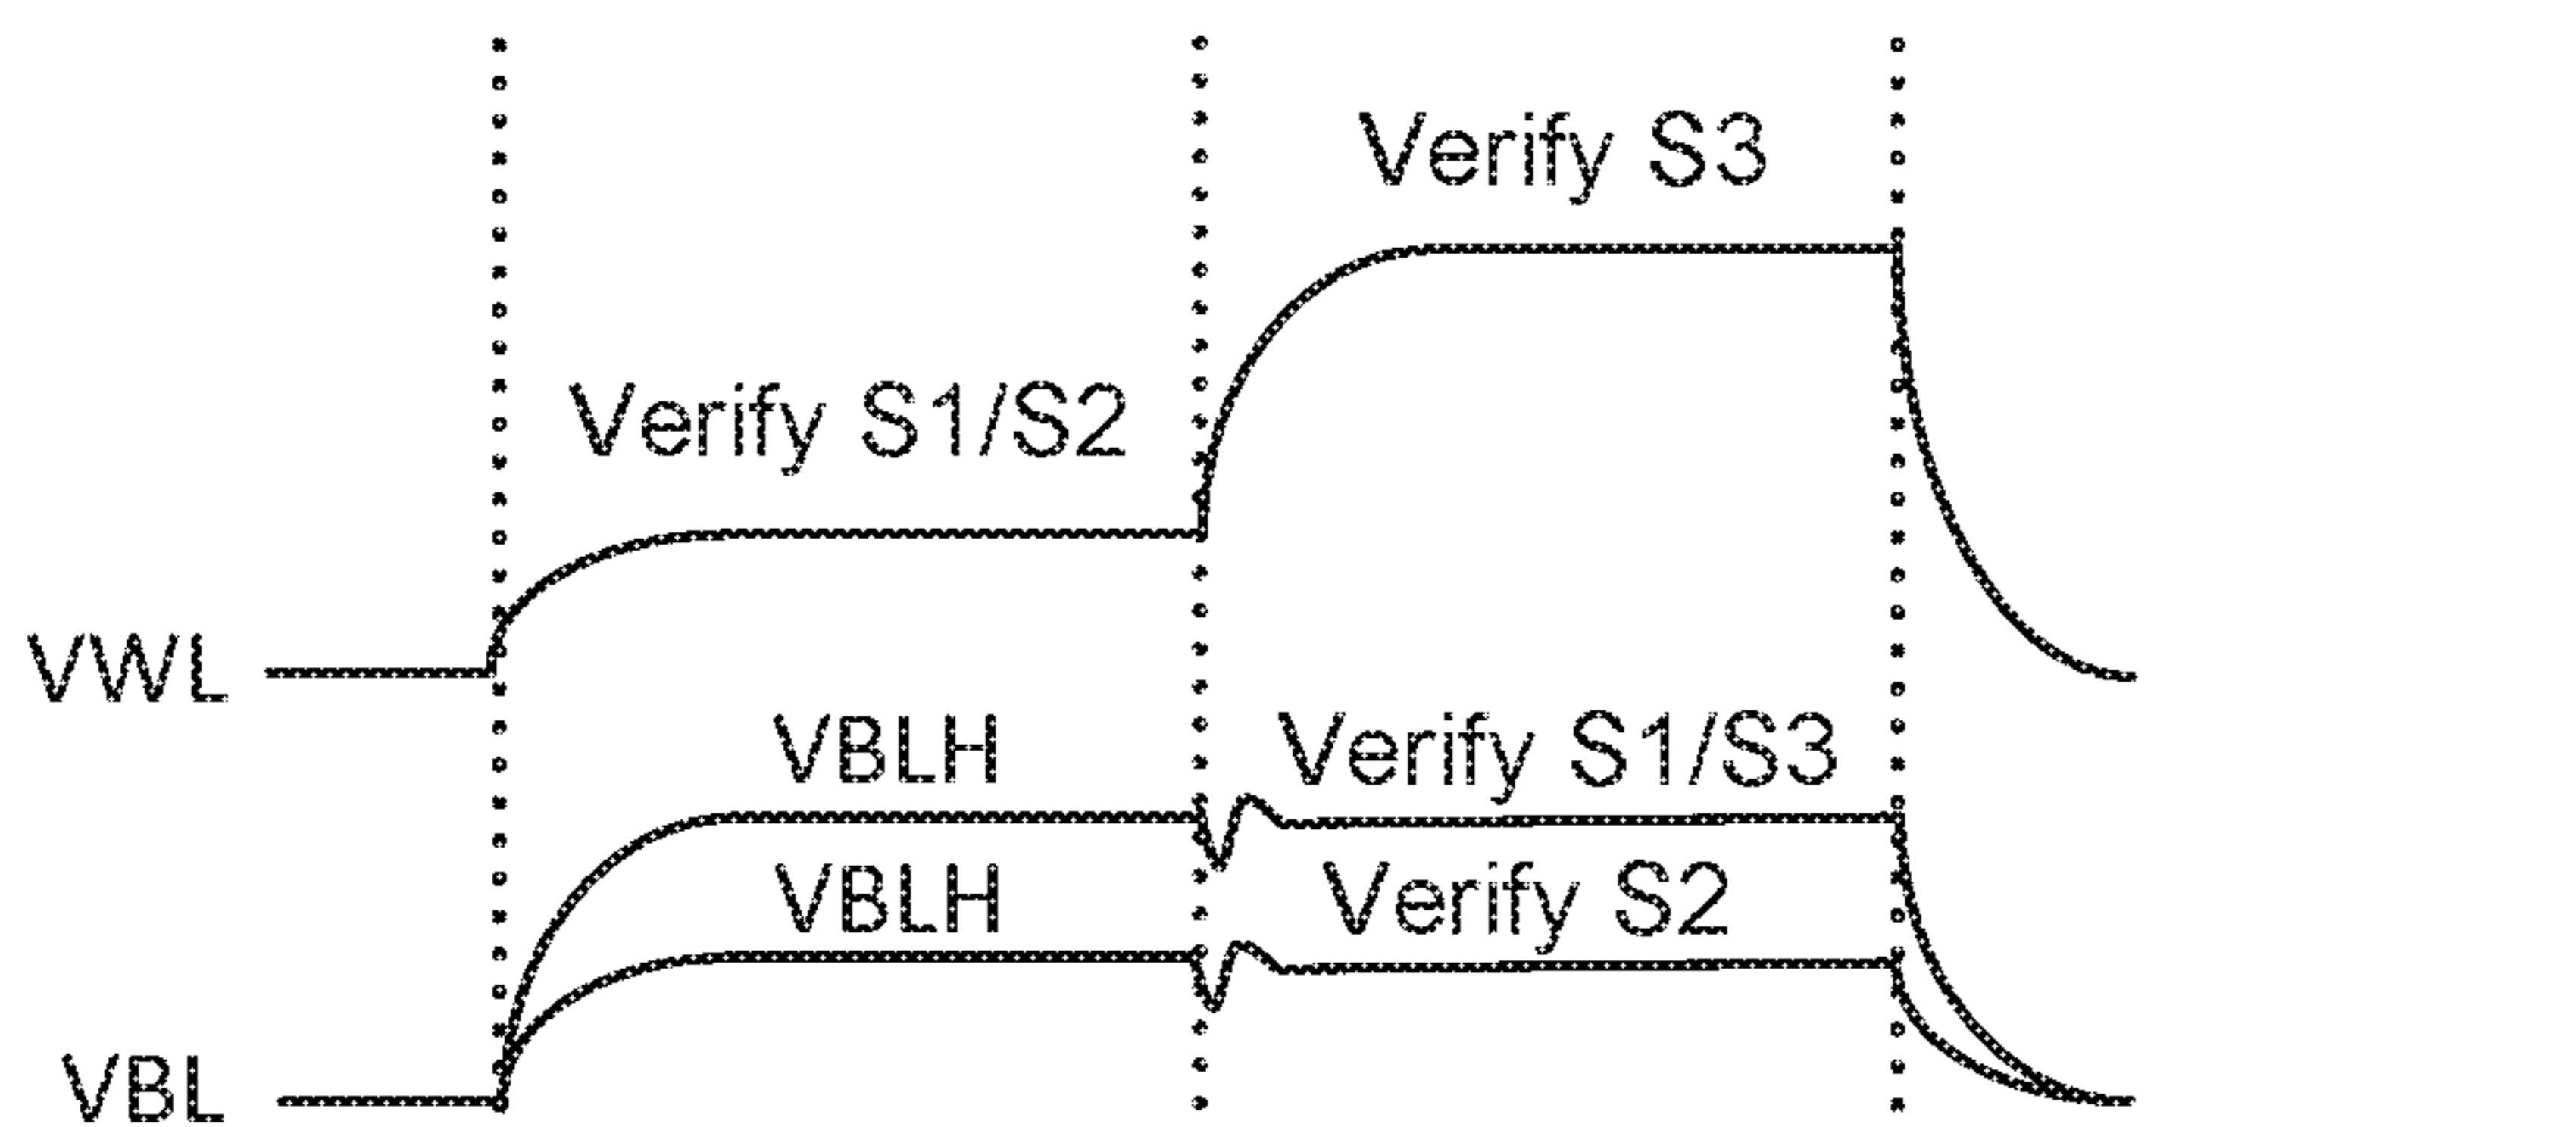 Verify S3
Verify S1/S2
VWL
VBLH
Verify S1/S3
VBLH
Verify S2
VBL